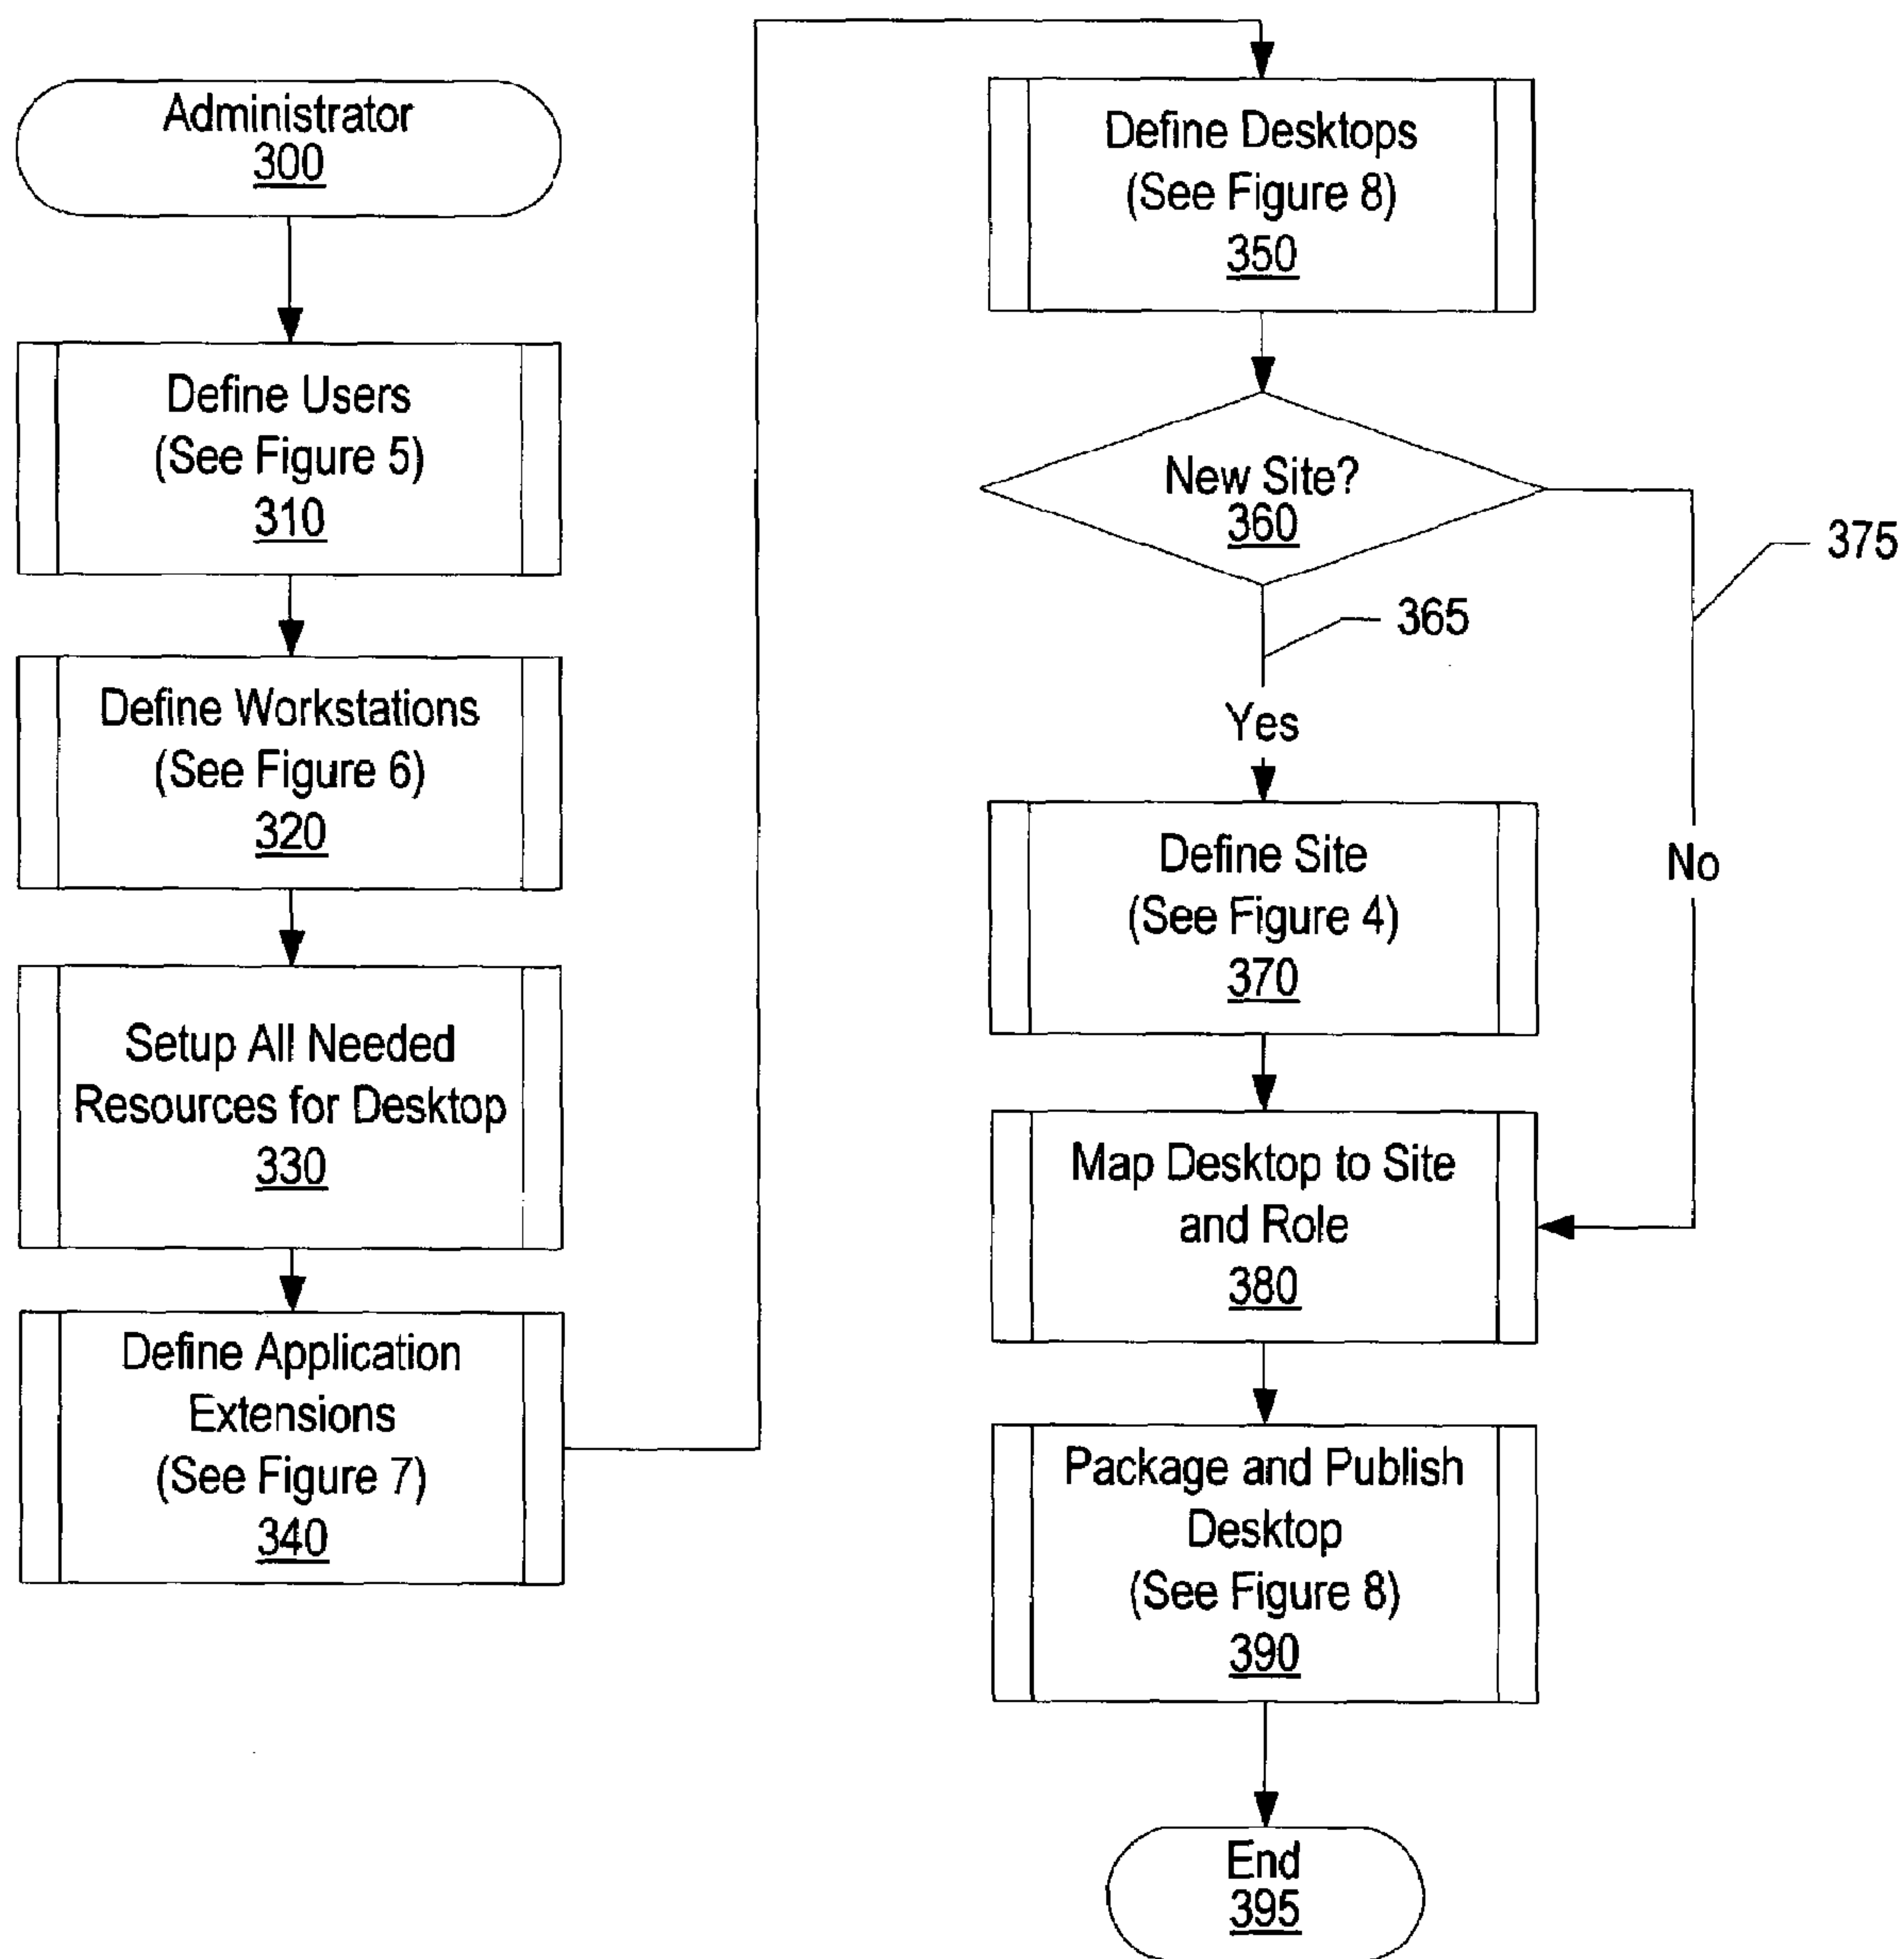 Administrator
300
Define Users
(See Figure 5)
310
Define Workstations
(See Figure 6)
320
Setup All Needed
Resources for Desktop
330
Define Application
Extensions
(See Figure 7)
340
Define Desktops
(See Figure 8)
350
New Site?
360
375
365
Yes
No
Define Site
(See Figure 4)
370
Map Desktop to Site
and Role
380
Package and Publish
Desktop
(See Figure 8)
390
End
395